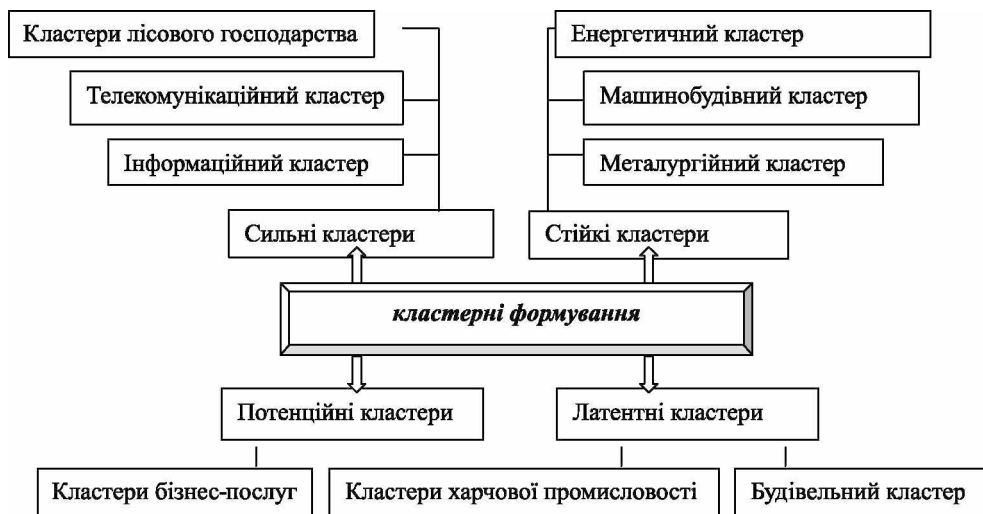 Кластери лісового господарства
Енергетичний кластер
Телекомунікаційний кластер
Машинобудівний кластер
Інформаційний кластер
Металургійний кластер
Сильні кластери
Стійкі кластери
кластерні формування
Потенційні кластери
Латентні кластери
Кластери бізнес-послуг
Кластери харчової промисловості
Будівельний кластер